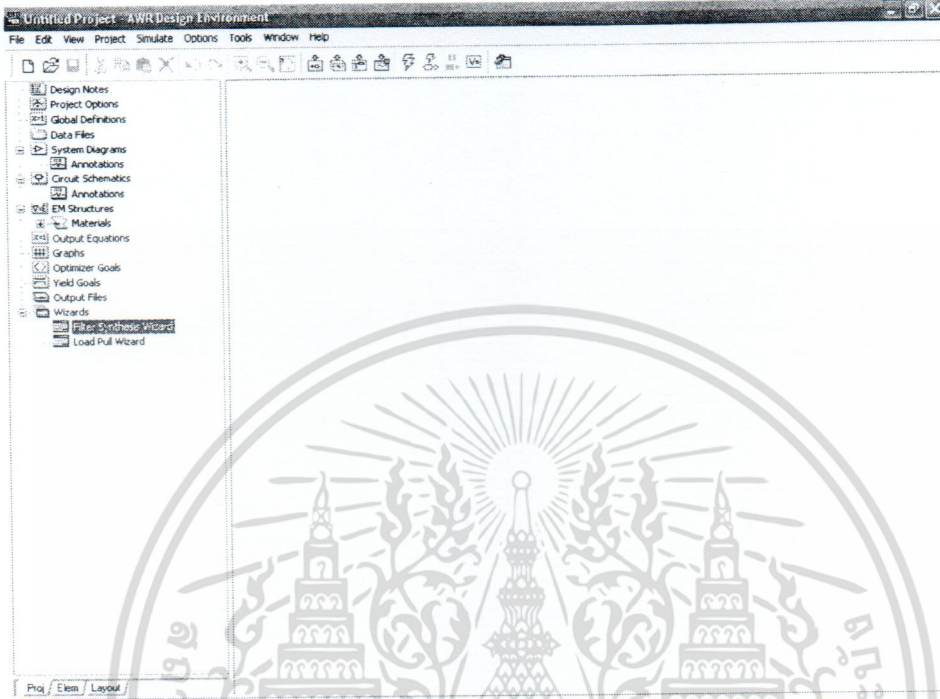 Untitled Project - AWR Design Environment
File Edit View Project Simulate Options Tools Window Help
Design Notes
Project Options
Global Definitions
Data Files
System Diagrams
Annotations
Circuit Schematics
Annotations
EM Structures
Materials
Output Equations
Graphs
Optimizer Goals
Yield Goals
Output Files
Wizards
Filter Synthesis Wizard
Load Pull Wizard
Proj Elem Layout